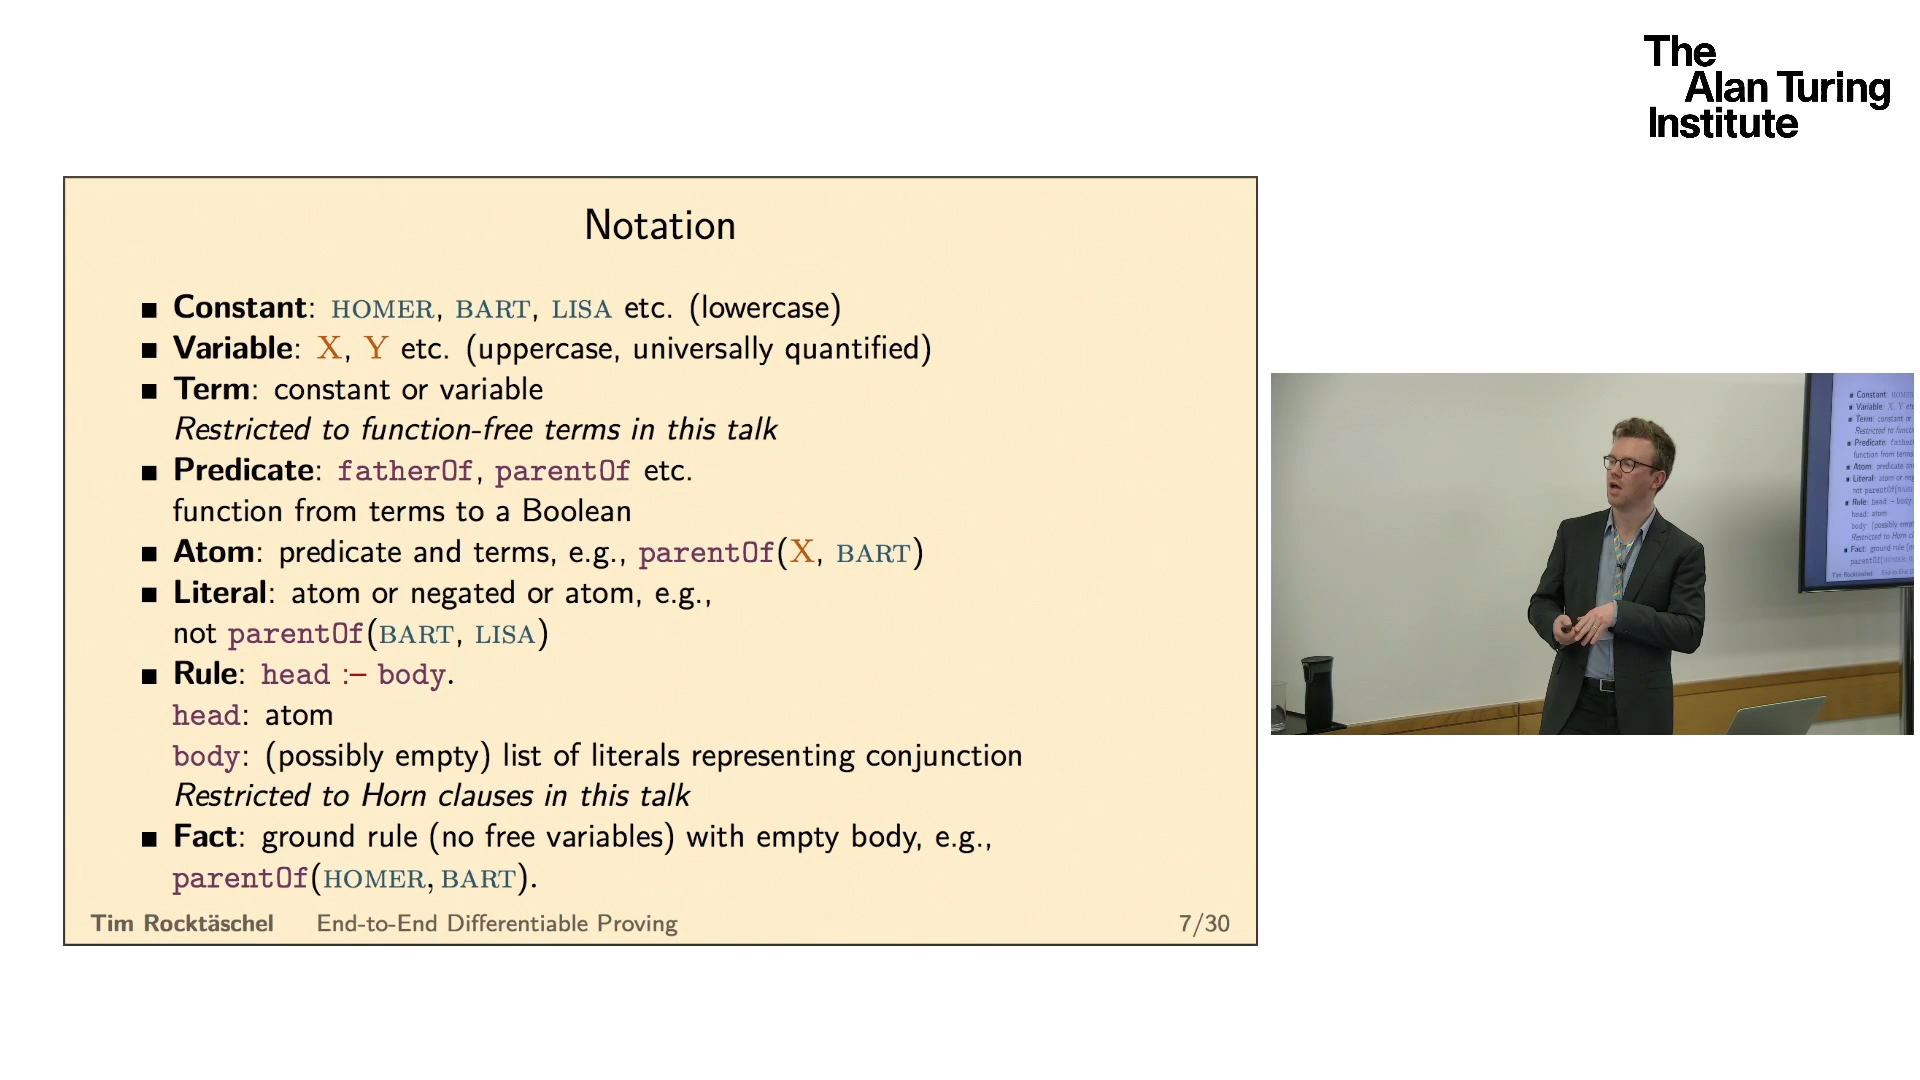 The
Alan Turing
Institute
Notation
■ Constant: HOMER, BART, LISA etc. (lowercase)
■ Variable: X, Y etc. (uppercase, universally quantified)
■ Term: constant or variable
Restricted to function-free terms in this talk
■ Predicate: fatherOf, parentOf etc.
function from terms to a Boolean
■ Atom: predicate and terms, e.g., parentOf(X, BART)
■ Literal: atom or negated or atom, e.g.,
not parentOf(BART, LISA)
■ Rule: head :– body.
head: atom
body: (possibly empty) list of literals representing conjunction
Restricted to Horn clauses in this talk
■ Fact: ground rule (no free variables) with empty body, e.g.,
parentOf(HOMER, BART).
Tim Rocktäschel End-to-End Differentiable Proving 7/30